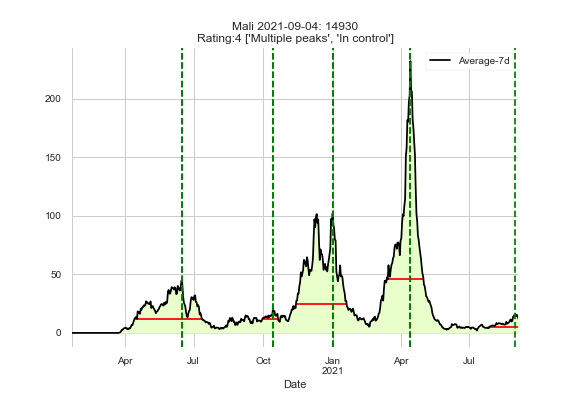 Mali 2021-09-04: 14930
Rating:4 ['Multiple peaks', 'In control']
Average-7d
200
150
100
50
0
Apr Jul Oct Jan Apr Jul
2021
Date